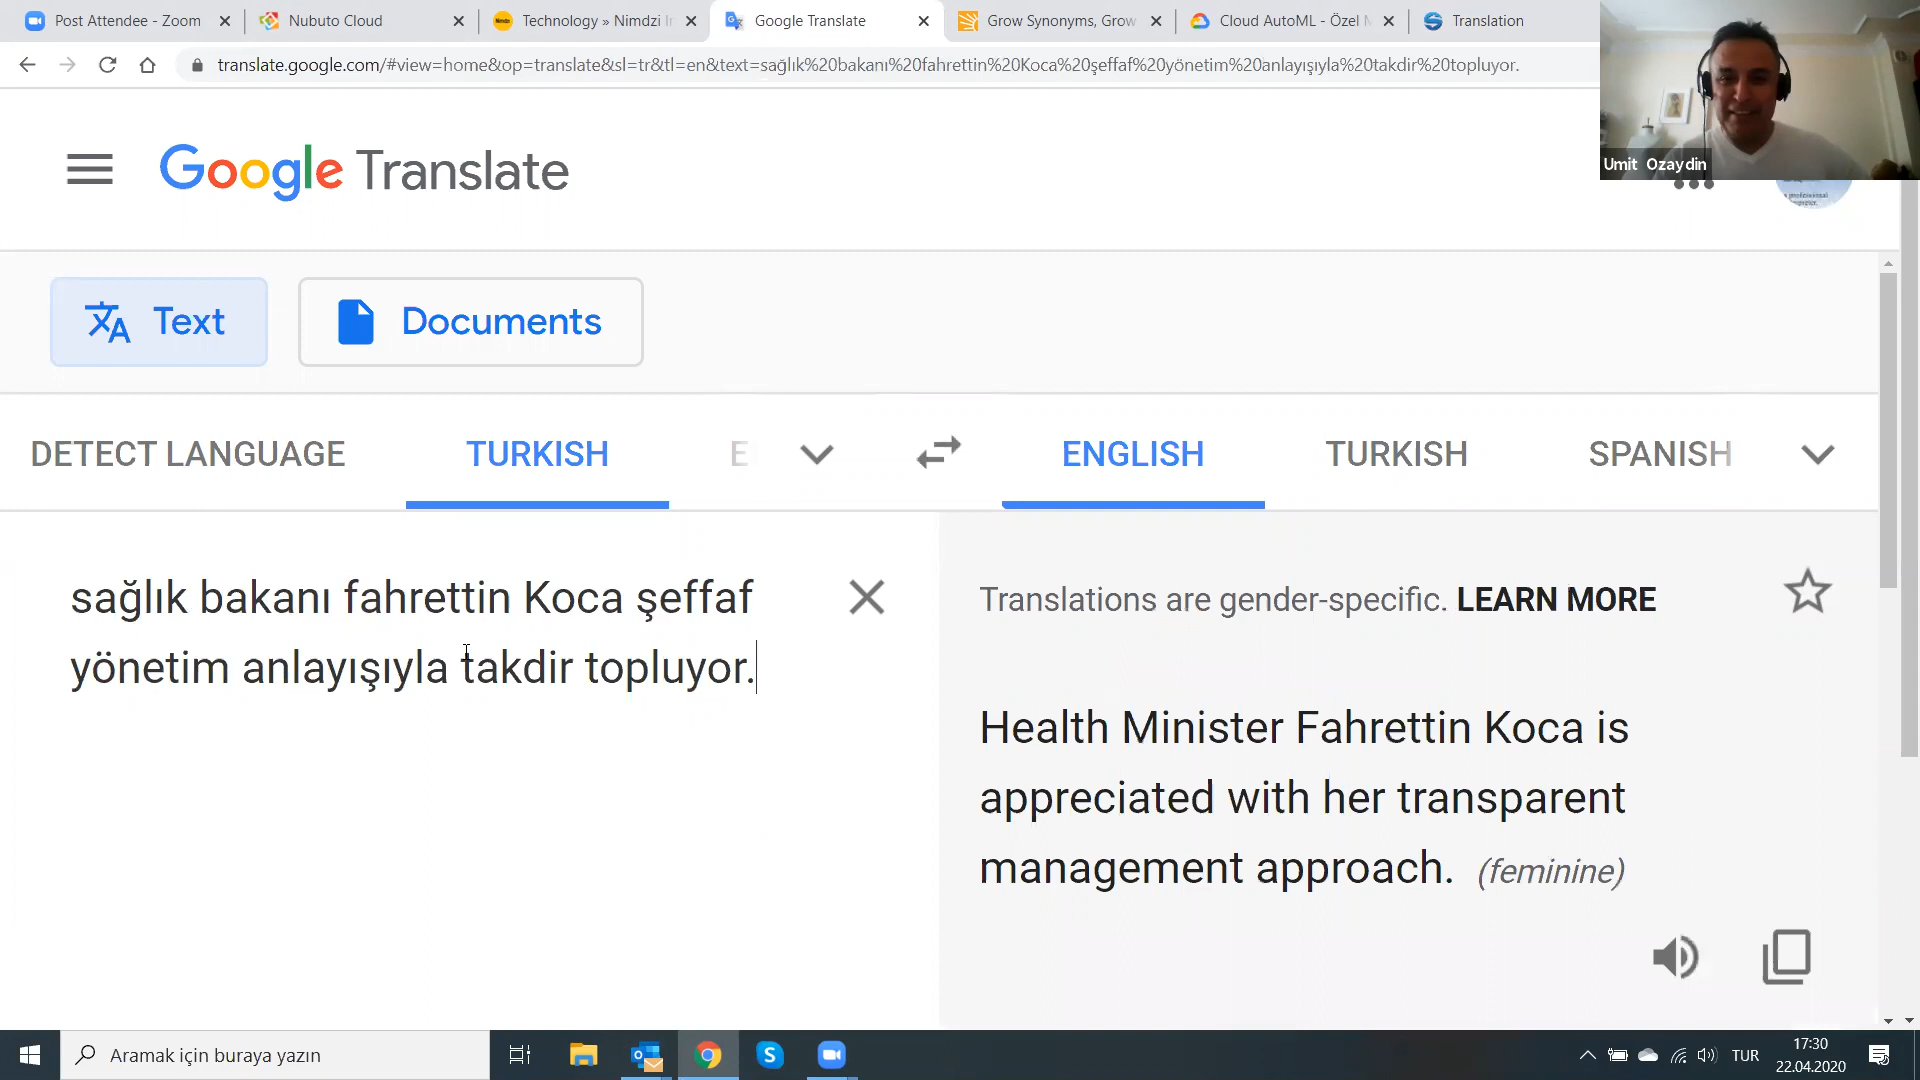 Post Attendee - Zoom
Nubuto Cloud
Technology » Nimdzi In
Google Translate
Grow Synonyms, Grow
Cloud AutoML - Özel M
Translation
translate.google.com/#view=home&op=translate&sl=tr&tl=en&text=sağlık%20bakanı%20fahrettin%20Koca%20şeffaf%20yönetim%20anlayışıyla%20takdir%20topluyor.
Umit Ozaydin
Google Translate
Text
Documents
DETECT LANGUAGE
TURKISH
E
ENGLISH
TURKISH
SPANISH
sağlık bakanı fahrettin Koca şeffaf
yönetim anlayışıyla takdir topluyor.
Translations are gender-specific. LEARN MORE
Health Minister Fahrettin Koca is
appreciated with her transparent
management approach. (feminine)
Aramak için buraya yazın
TUR
17:30
22.04.2020